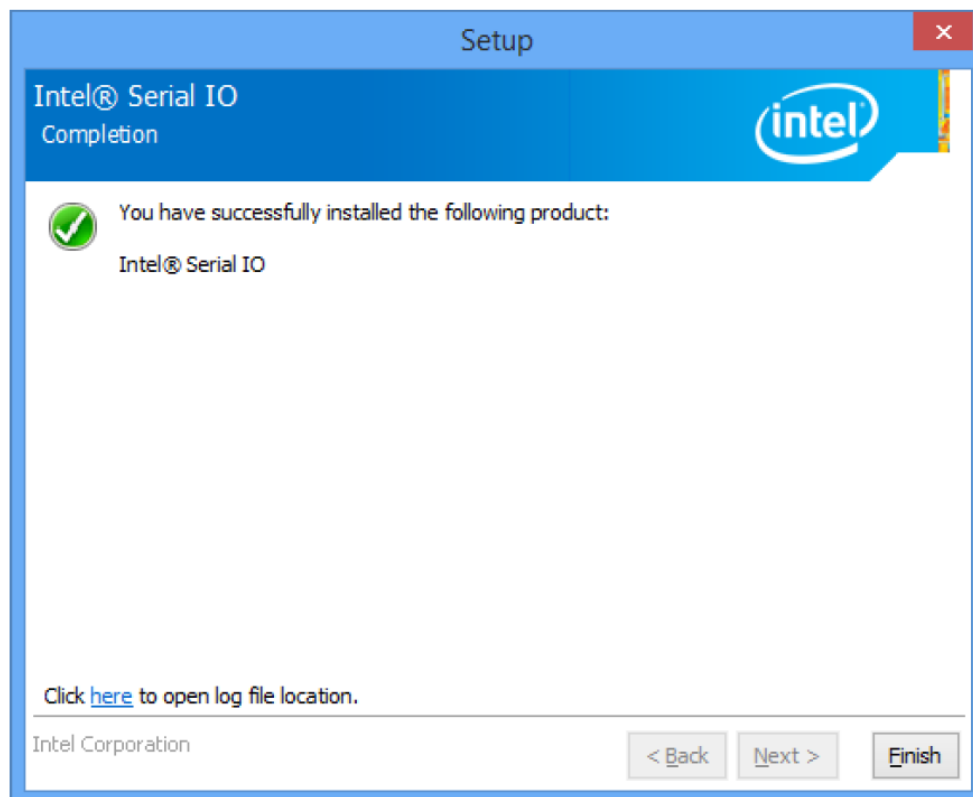 Setup
Intel® Serial IO
Completion
intel
You have successfully installed the following product:
Intel® Serial IO
Click here to open log file location.
Intel Corporation
< Back
Next >
Finish